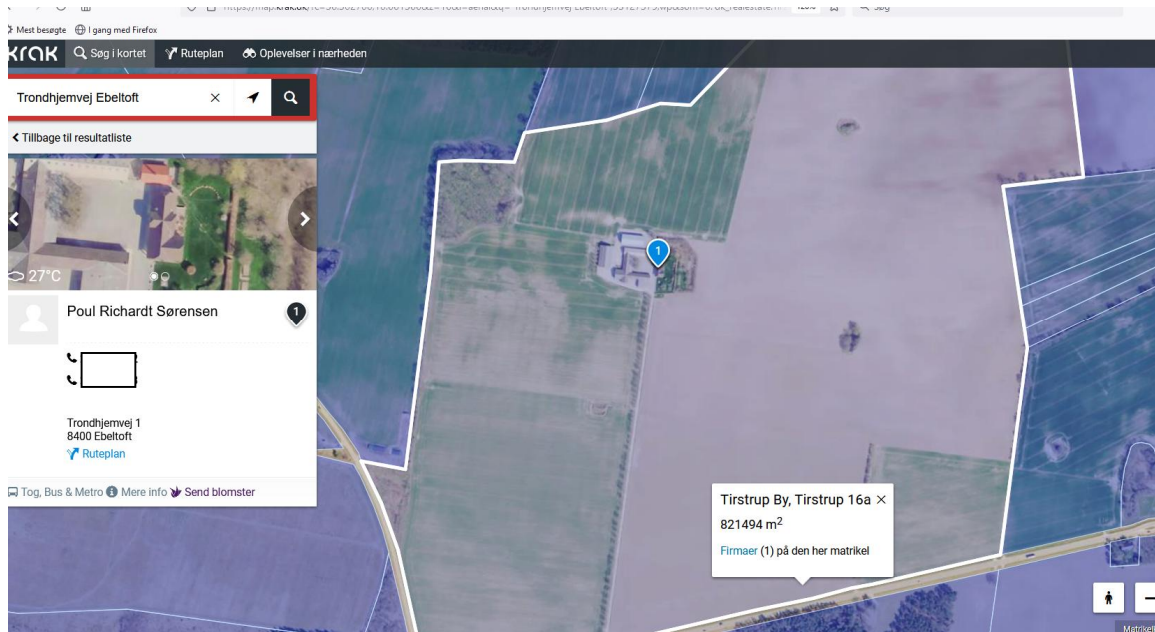 Mest besøgte I gang med Firefox
krak Søg i kortet Ruteplan Oplevelser i nærheden
Trondhjemvej Ebeltoft
Tillbage til resultatliste
27°C
Poul Richardt Sørensen
1
1
Trondhjemvej 1
8400 Ebeltoft
Ruteplan
Tog, Bus & Metro Mere info Send blomster
Tirstrup By, Tirstrup 16a
821494 m2
Firmaer (1) på den her matrikel